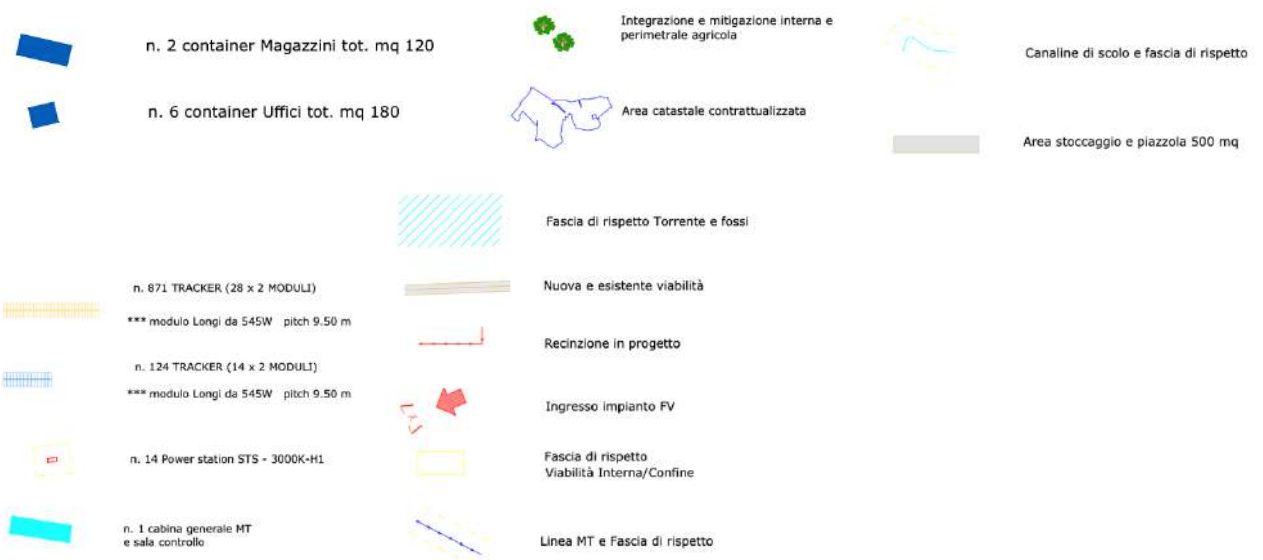 n. 2 container Magazzini tot. mq 120
n. 6 container Uffici tot. mq 180
Integrazione e mitigazione interna e
perimetrale agricola
Area catastale contrattualizzata
Canaline di scolo e fascia di rispetto
Area stoccaggio e piazzola 500 mq
n. 871 TRACKER (28 x 2 MODULI)
*** modulo Longi da 545W pitch 9.50 m
n. 124 TRACKER (14 x 2 MODULI)
*** modulo Longi da 545W pitch 9.50 m
n. 14 Power station STS - 3000K-H1
n. 1 cabina generale MT
e sala controllo
Fascia di rispetto Torrente e fossi
Nuova e esistente viabilità
Recinzione in progetto
Ingresso impianto FV
Fascia di rispetto
Viabilità Interna/Confine
Linea MT e Fascia di rispetto